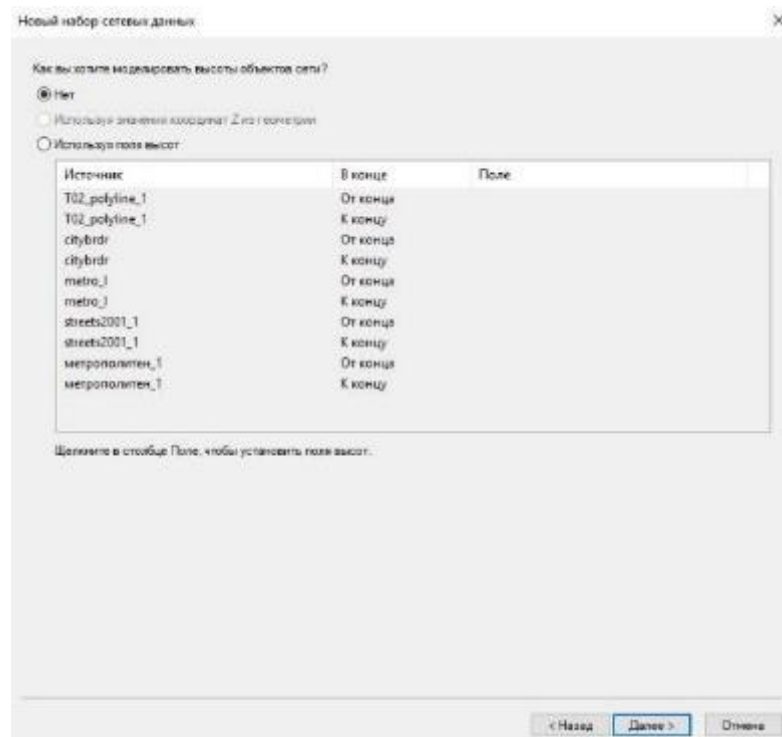 Новый набор сетевых данных
Как вы хотите моделировать высоты объектов сети?
Нет
Используя значения координат Z из геометрии
Используя поля высот
Источник В конце Поле
T02_polyline_1 От конца
T02_polyline_1 К концу
citybrdr От конца
citybrdr К концу
metro_l От конца
metro_l К концу
streets2001_1 От конца
streets2001_1 К концу
метрополитен_1 От конца
метрополитен_1 К концу
Щелкните в столбце Поле, чтобы установить поля высот.
< Назад Далее > Отмена